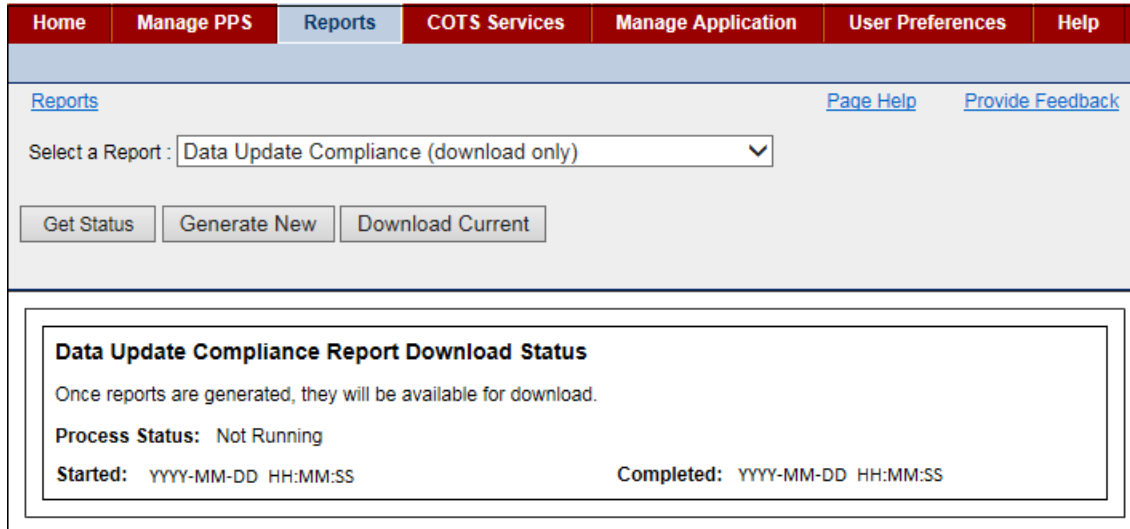 Home Manage PPS Reports COTS Services Manage Application User Preferences Help
Reports Page Help Provide Feedback
Select a Report : Data Update Compliance (download only)
Get Status Generate New Download Current
Data Update Compliance Report Download Status
Once reports are generated, they will be available for download.
Process Status: Not Running
Started: YYYY-MM-DD HH:MM:SS Completed: YYYY-MM-DD HH:MM:SS